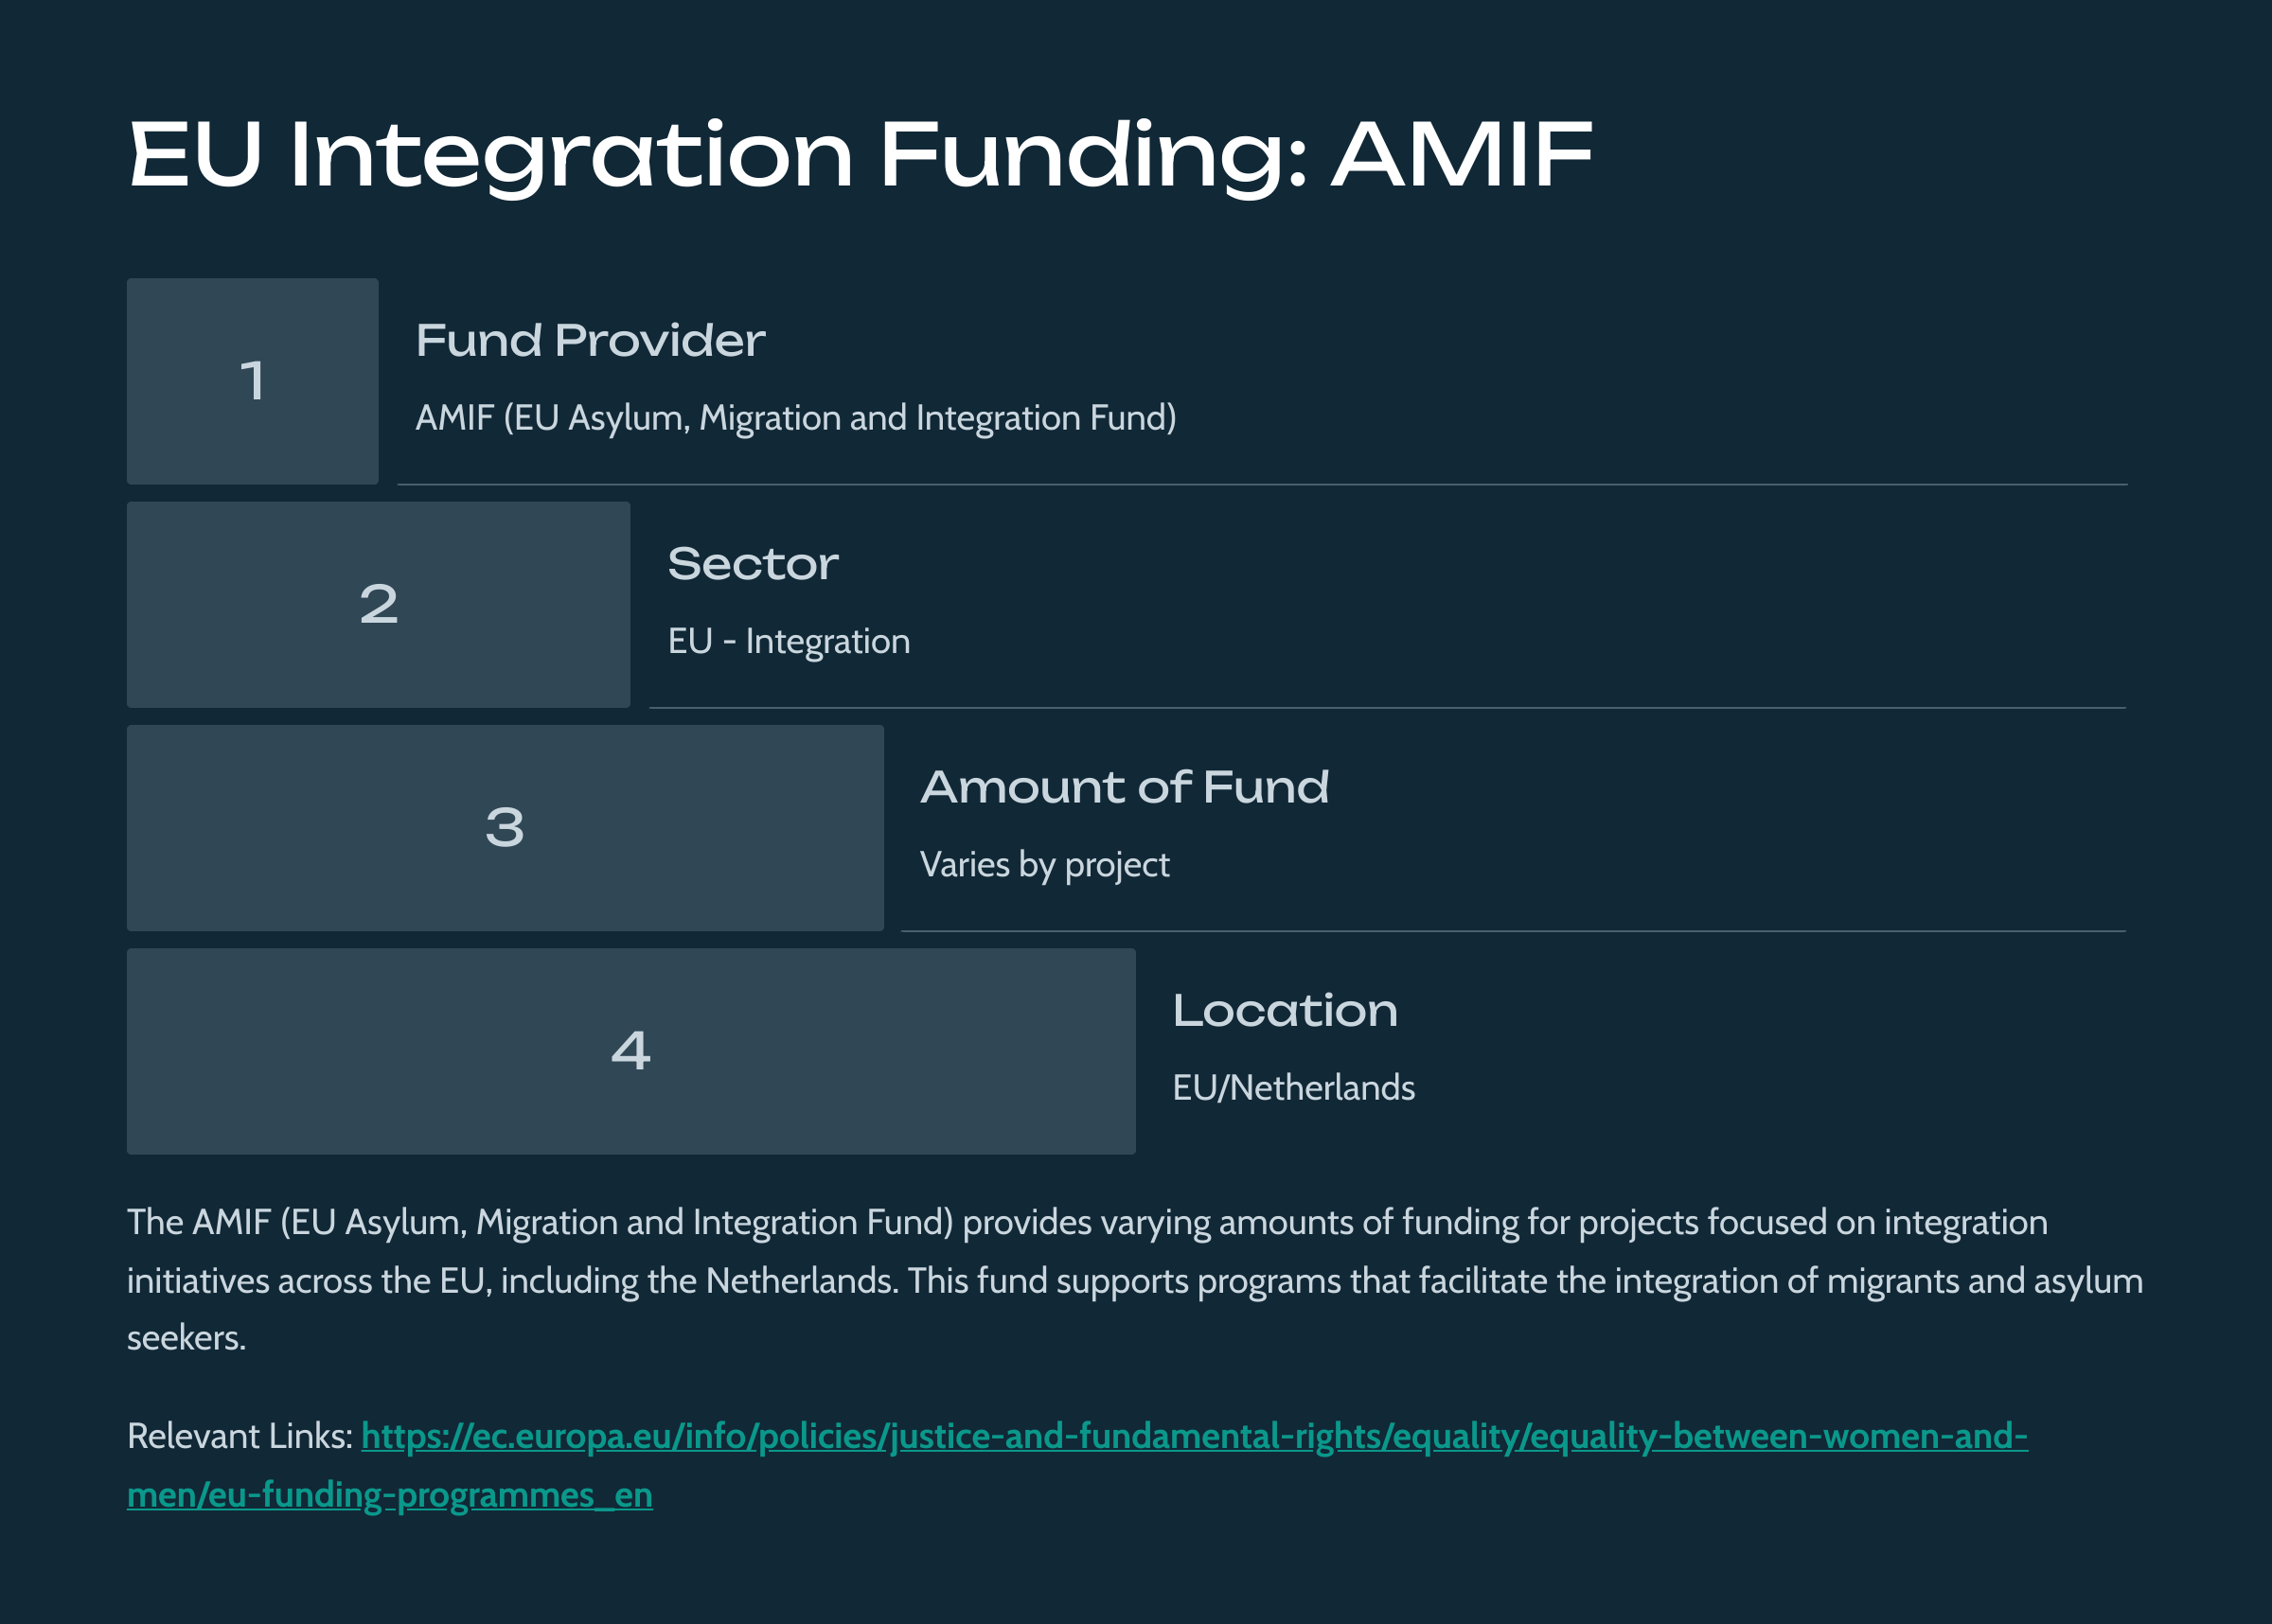 EU Integration Funding: AMIF
1
Fund Provider
AMIF (EU Asylum, Migration and Integration Fund)
2
Sector
EU - Integration
3
Amount of Fund
Varies by project
4
Location
EU/Netherlands
The AMIF (EU Asylum, Migration and Integration Fund) provides varying amounts of funding for projects focused on integration
initiatives across the EU, including the Netherlands. This fund supports programs that facilitate the integration of migrants and asylum
seekers.
Relevant Links: https://ec.europa.eu/info/policies/justice-and-fundamental-rights/equality/equality-between-women-and-
men/eu-funding-programmes_en